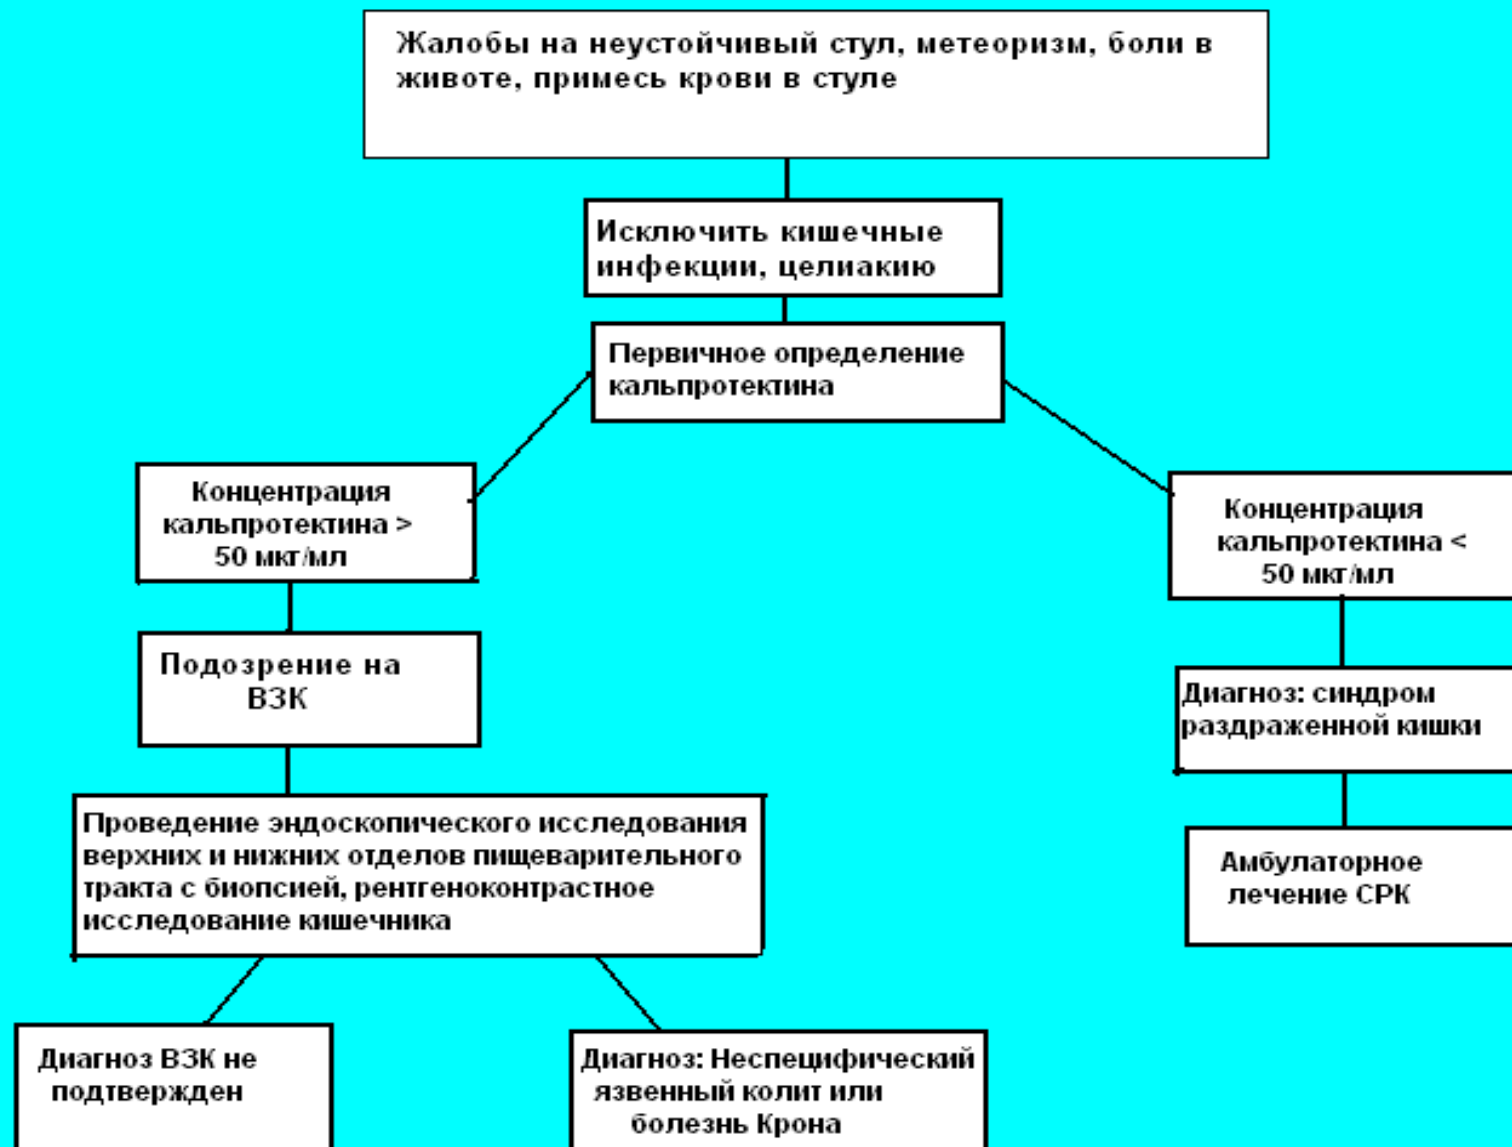 Жалобы на неустойчивый стул, метеоризм, боли в
животе, примесь крови в стуле
Исключить кишечные
инфекции, целиакию
Первичное определение
кальпротектина
Концентрация
кальпротектина >
50 мкг/мл
Концентрация
кальпротектина <
50 мкг/мл
Подозрение на
ВЗК
Диагноз: синдром
раздраженной кишки
Проведение эндоскопического исследования
верхних и нижних отделов пищеварительного
тракта с биопсией, рентгеноконтрастное
исследование кишечника
Амбулаторное
лечение СРК
Диагноз ВЗК не
подтвержден
Диагноз: Неспецифический
язвенный колит или
болезнь Крона